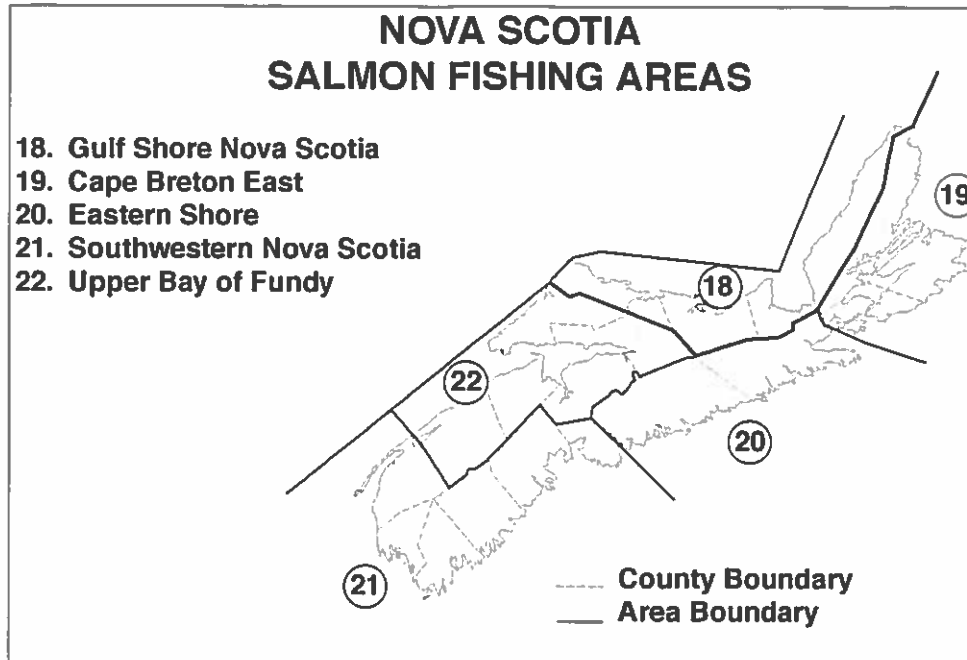 NOVA SCOTIA
SALMON FISHING AREAS
18. Gulf Shore Nova Scotia
19. Cape Breton East
20. Eastern Shore
21. Southwestern Nova Scotia
22. Upper Bay of Fundy
19
18
22
20
21
County Boundary
Area Boundary